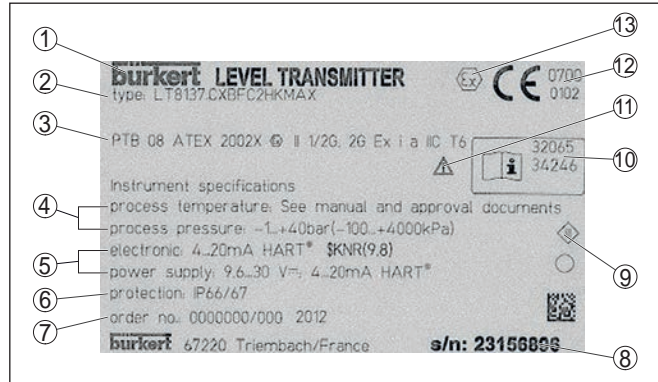 13
1
burkert LEVEL TRANSMITTER
Ex
CE 0700
0102
12
2
type: LT8137.CXBFC2HKMAX
11
3
PTB 08 ATEX 2002X Ex II 1/2G, 2G Ex i a IIC T6
32065
34246
10
i
Instrument specifications
4
process temperature: See manual and approval documents
process pressure: -1...+40bar(-100...+4000kPa)
5
electronic: 4...20mA HART® $KNR(9.8)
power supply: 9.6...30 V⎓, 4...20mA HART®
9
6
protection: IP66/67
7
order no.: 0000000/000 2012
burkert 67220 Triembach/France s/n: 23156896
8